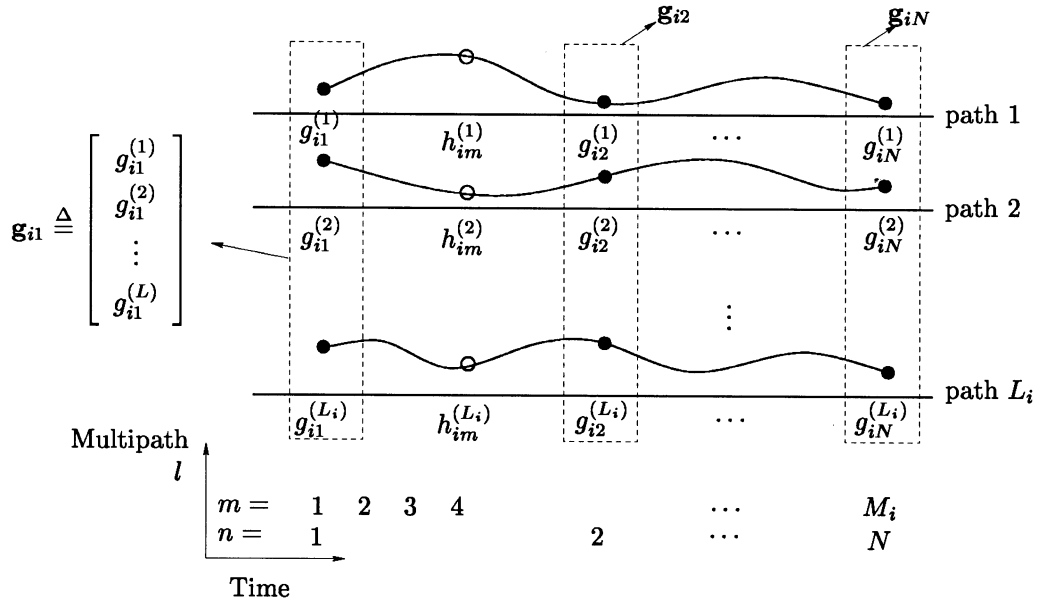 𝐠_{i2} 𝐠_{iN}
path 1
g_{i1}^{(1)} h_{im}^{(1)} g_{i2}^{(1)} ⋯ g_{iN}^{(1)}
path 2
g_{i1}^{(2)} h_{im}^{(2)} g_{i2}^{(2)} ⋯ g_{iN}^{(2)}
𝐠_{i1} ≜ [ g_{i1}^{(1)} g_{i1}^{(2)} ⋮ g_{i1}^{(L)} ]
⋮
path L_i
g_{i1}^{(L_i)} h_{im}^{(L_i)} g_{i2}^{(L_i)} ⋯ g_{iN}^{(L_i)}
Multipath
l
m = 1 2 3 4 ⋯ M_i
n = 1 2 ⋯ N
Time